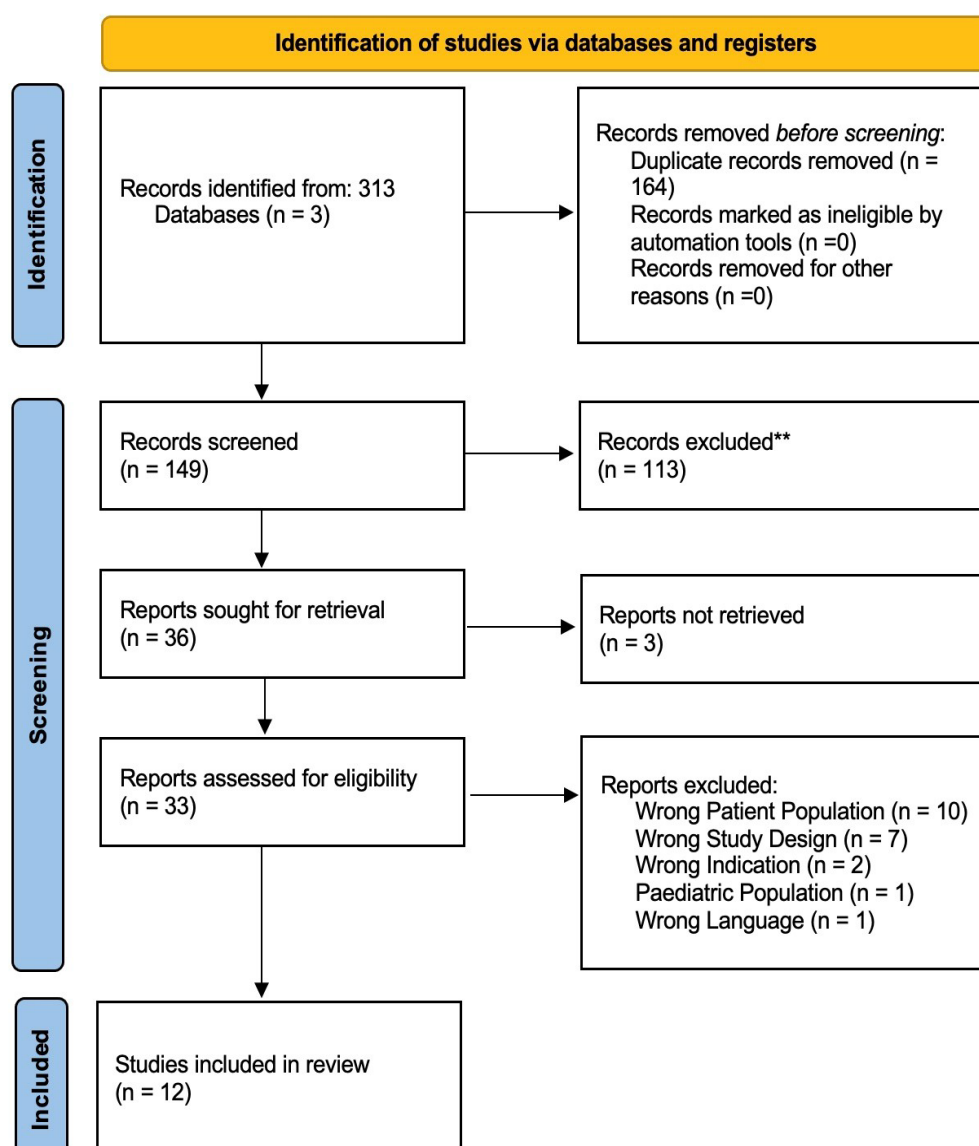 Identification of studies via databases and registers
Identification
Records identified from: 313
Databases (n = 3)
Records removed before screening:
Duplicate records removed (n =
164)
Records marked as ineligible by
automation tools (n =0)
Records removed for other
reasons (n =0)
Screening
Records screened
(n = 149)
Records excluded**
(n = 113)
Reports sought for retrieval
(n = 36)
Reports not retrieved
(n = 3)
Reports assessed for eligibility
(n = 33)
Reports excluded:
Wrong Patient Population (n = 10)
Wrong Study Design (n = 7)
Wrong Indication (n = 2)
Paediatric Population (n = 1)
Wrong Language (n = 1)
Included
Studies included in review
(n = 12)